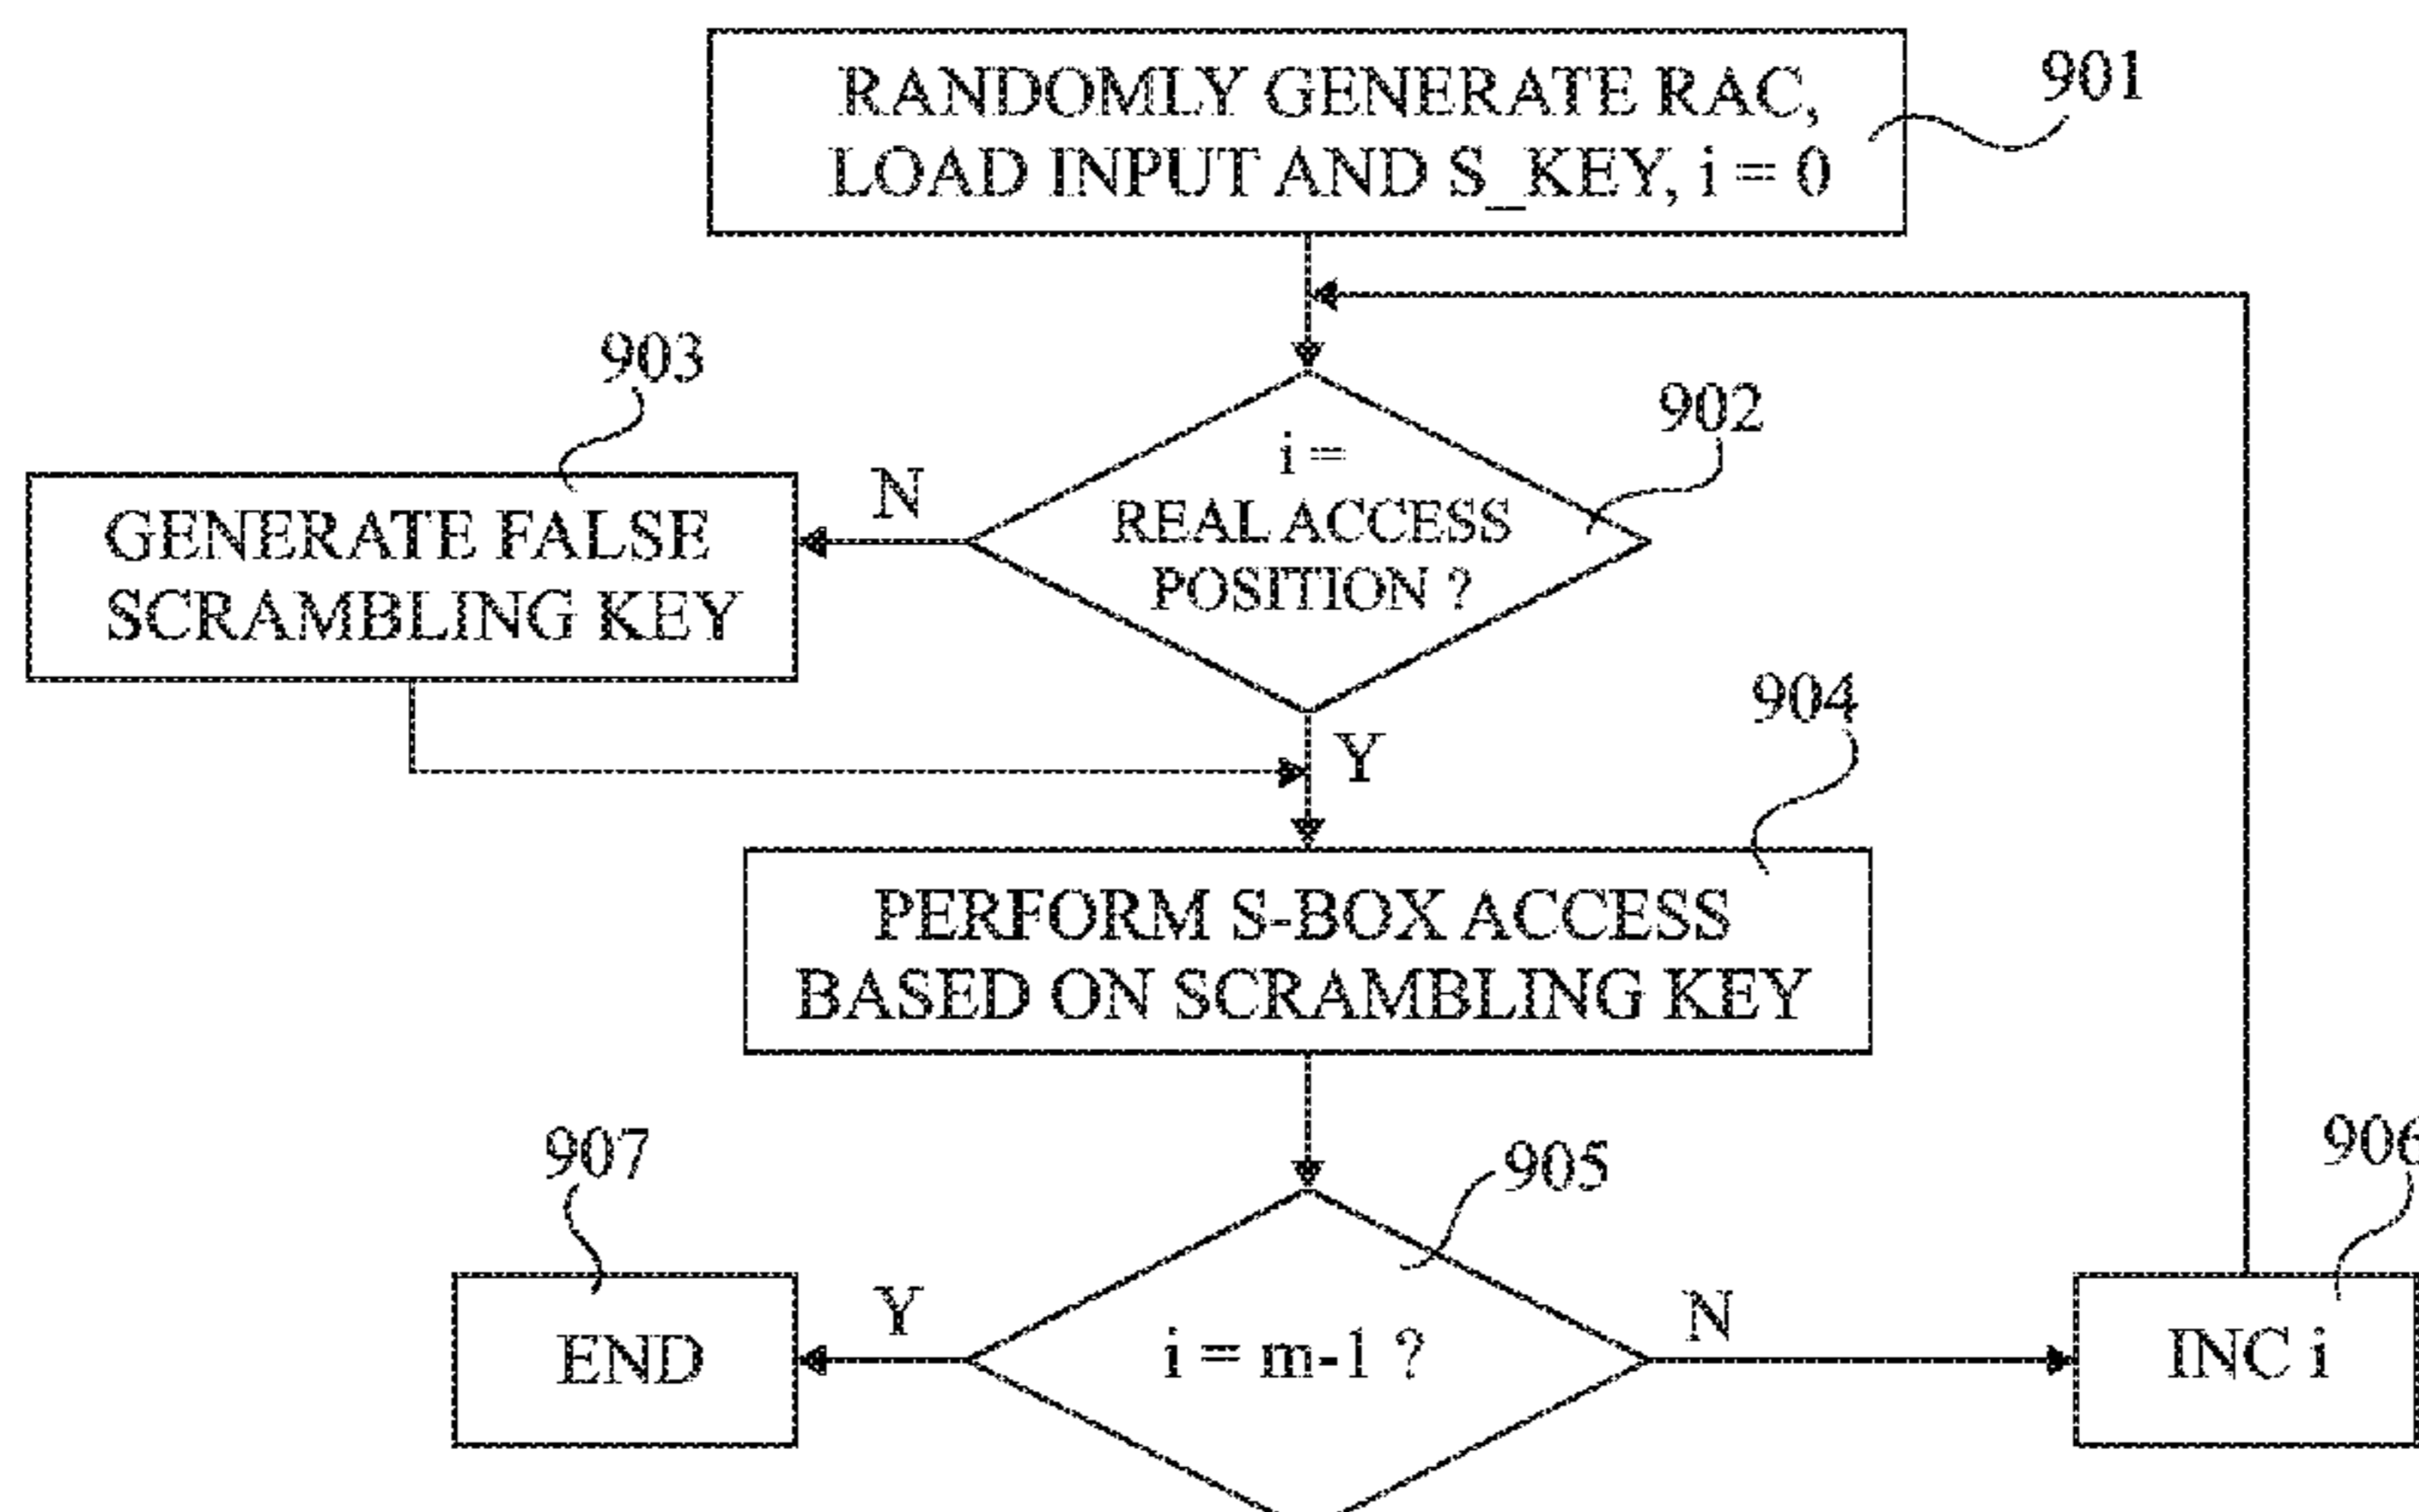 RANDOMLY GENERATE RAC,
LOAD INPUT AND S_KEY, i = 0
901
903
902
i =
REAL ACCESS
POSITION ?
N
GENERATE FALSE
SCRAMBLING KEY
904
Y
PERFORM S-BOX ACCESS
BASED ON SCRAMBLING KEY
907
905
906
Y
N
END
i = m-1 ?
INC i